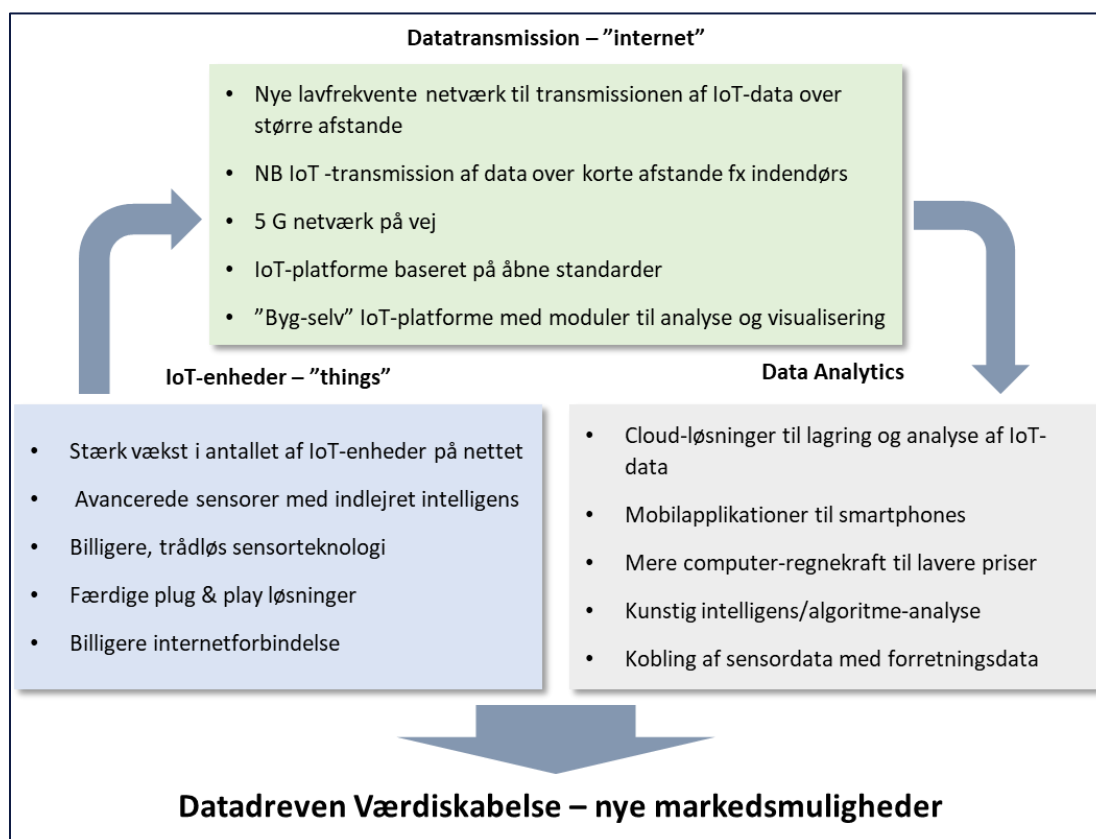 Datatransmission – ”internet”
• Nye lavfrekvente netværk til transmissionen af IoT-data over
større afstande
• NB IoT -transmission af data over korte afstande fx indendørs
• 5 G netværk på vej
• IoT-platforme baseret på åbne standarder
• ”Byg-selv” IoT-platforme med moduler til analyse og visualisering
IoT-enheder – ”things”
• Stærk vækst i antallet af IoT-enheder på nettet
• Avancerede sensorer med indlejret intelligens
• Billigere, trådløs sensorteknologi
• Færdige plug & play løsninger
• Billigere internetforbindelse
Data Analytics
• Cloud-løsninger til lagring og analyse af IoT-
data
• Mobilapplikationer til smartphones
• Mere computer-regnekraft til lavere priser
• Kunstig intelligens/algoritme-analyse
• Kobling af sensordata med forretningsdata
Datadreven Værdiskabelse – nye markedsmuligheder